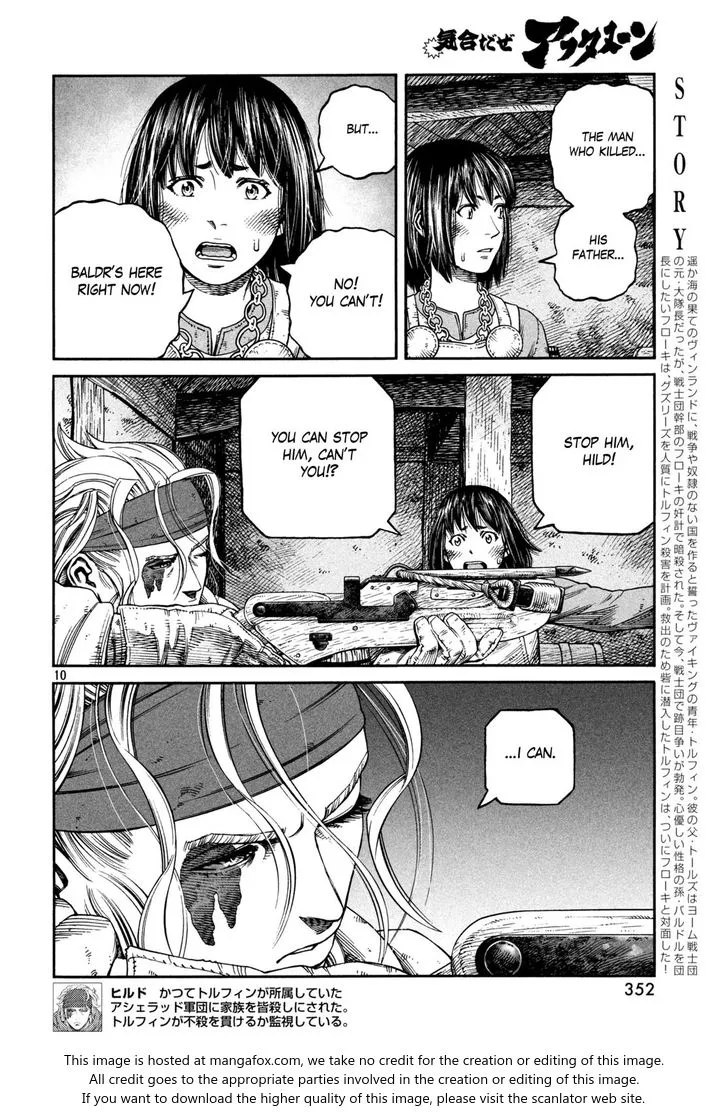 気合だぜ アフタヌーン
THE MAN
WHO KILLED...
HIS
FATHER...
BUT...
NO!
YOU CAN'T!
BALDR'S HERE
RIGHT NOW!
STOP HIM,
HILD!
YOU CAN STOP
HIM, CAN'T
YOU!?
10
...I CAN.
STORY
遥か海の果てのヴィンランドに、戦争や奴隷のない国を作ると誓ったヴァイキングの青年・トルフィン。彼の父・トールズはヨーム戦士団
の元・大隊長だったが、戦士団幹部のフローキの奸計で暗殺された。そして今、戦士団で跡目争いが勃発。心優しい性格の孫・バルドルを団
長にしたいフローキは、グズリーズを人質にトルフィン殺害を計画。救出のため砦に潜入したトルフィンは、ついにフローキと対面した！
352
ヒルド かつてトルフィンが所属していた
アシェラッド軍団に家族を皆殺しにされた。
トルフィンが不殺を貫けるか監視している。
This image is hosted at mangafox.com, we take no credit for the creation or editing of this image.
All credit goes to the appropriate parties involved in the creation or editing of this image.
If you want to download the higher quality of this image, please visit the scanlator web site.